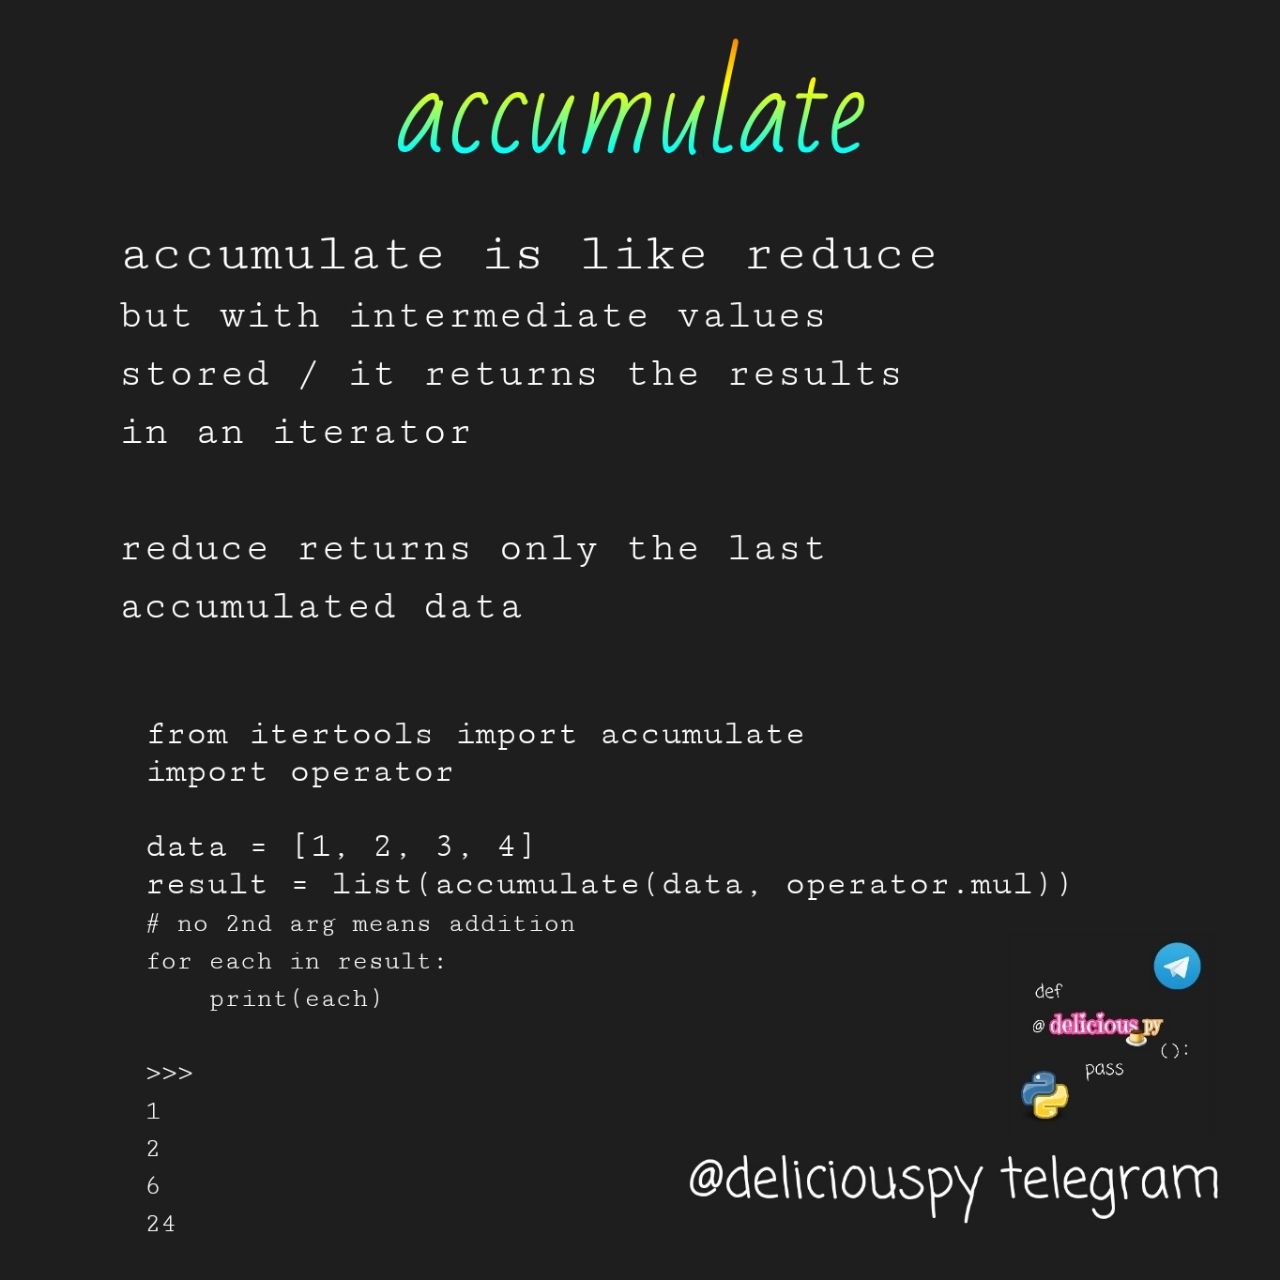 accumulate
accumulate is like reduce
but with intermediate values
stored / it returns the results
in an iterator
reduce returns only the last
accumulated data
from itertools import accumulate
import operator
data = [1, 2, 3, 4]
result = list(accumulate(data, operator.mul))
# no 2nd arg means addition
for each in result:
    print(each)
>>>
1
2
6
24
def
@ delicious py
():
pass
@deliciouspy telegram